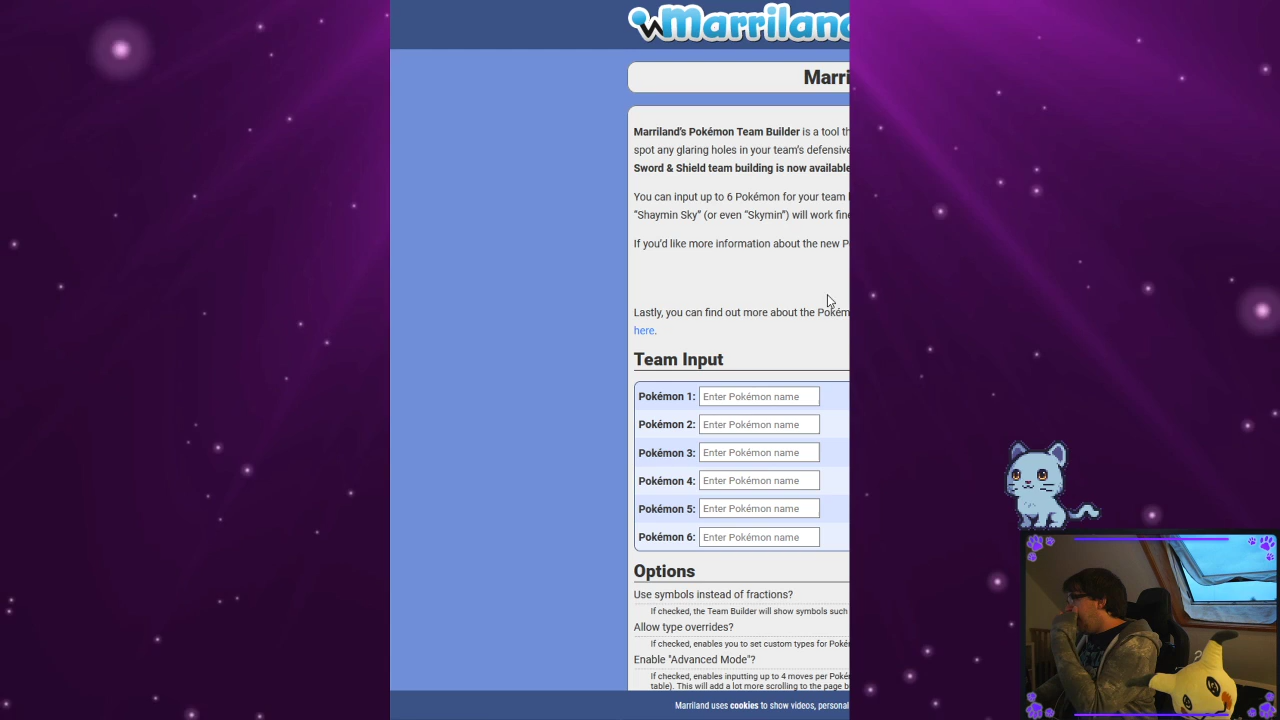 Marriland
Marri
Marriland's Pokémon Team Builder is a tool th
spot any glaring holes in your team's defensive
Sword & Shield team building is now available
You can input up to 6 Pokémon for your team
"Shaymin Sky" (or even "Skymin") will work fine
If you'd like more information about the new P
Lastly, you can find out more about the Pokém
here.
Team Input
Pokémon 1: Enter Pokémon name
Pokémon 2: Enter Pokémon name
Pokémon 3: Enter Pokémon name
Pokémon 4: Enter Pokémon name
Pokémon 5: Enter Pokémon name
Pokémon 6: Enter Pokémon name
Options
Use symbols instead of fractions?
If checked, the Team Builder will show symbols such
Allow type overrides?
If checked, enables you to set custom types for Poké
Enable "Advanced Mode"?
If checked, enables inputting up to 4 moves per Poké
table). This will add a lot more scrolling to the page b
Marriland uses cookies to show videos, personal